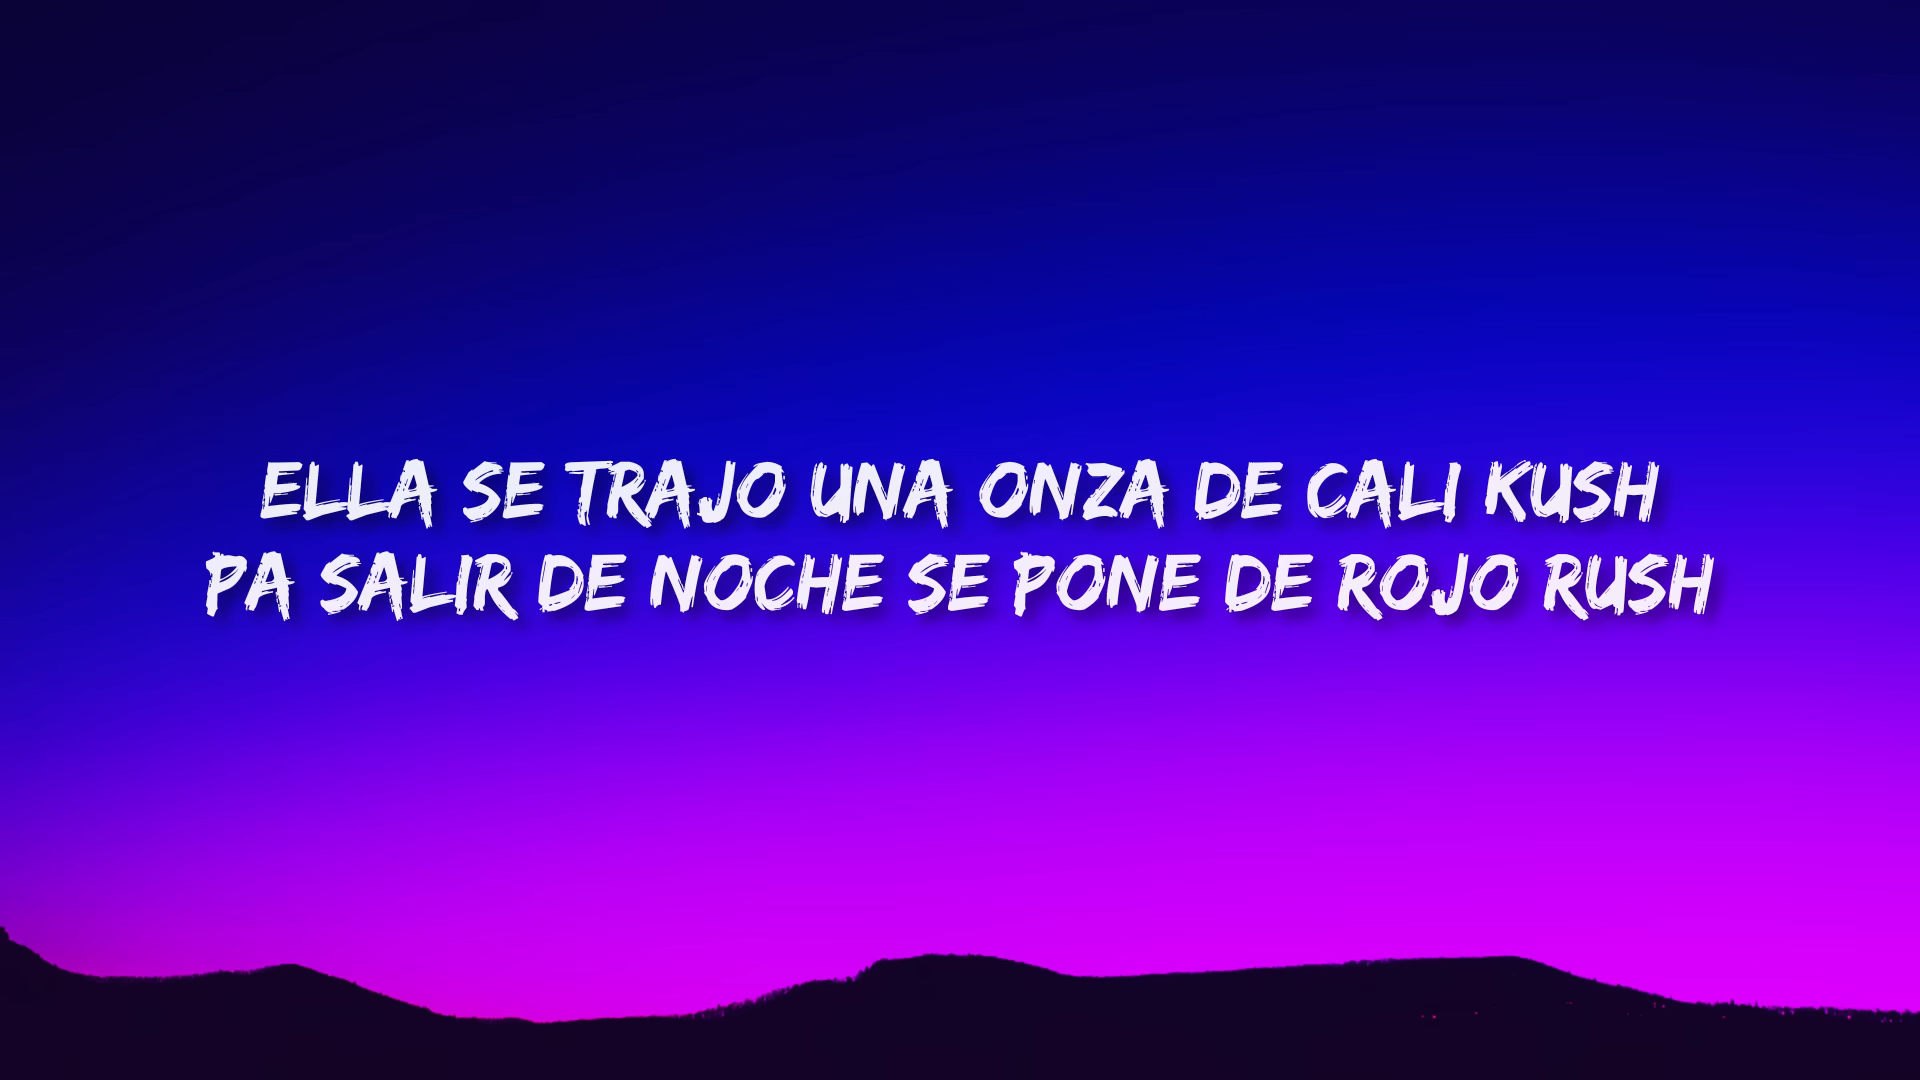 ELLA SE TRAJO UNA ONZA DE CALI KUSH
PA SALIR DE NOCHE SE PONE DE ROJO RUSH